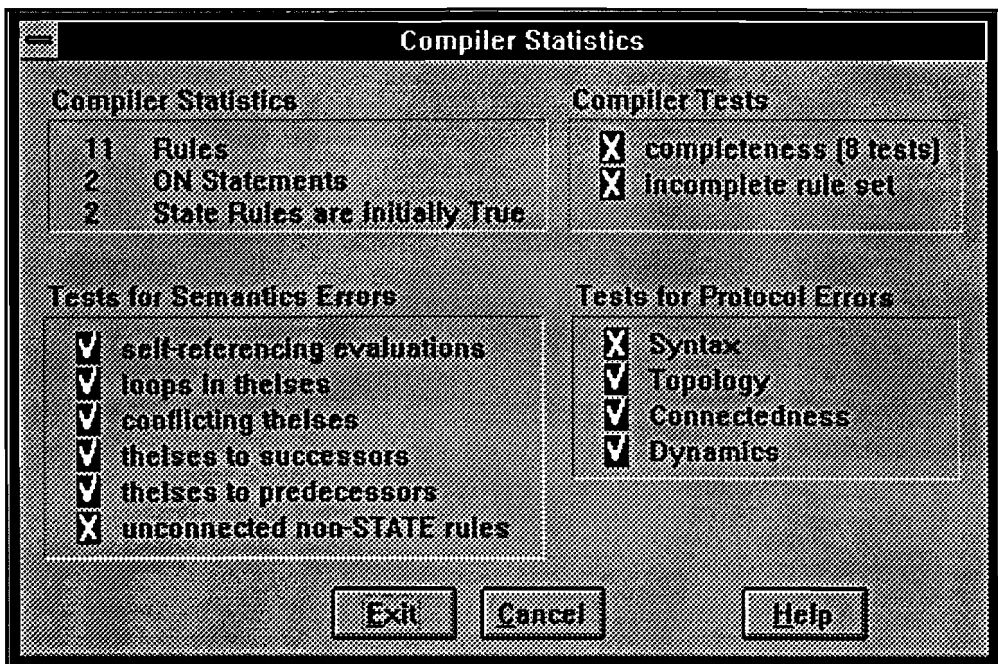 Compiler Statistics
Compiler Statistics
11 Rules
2 ON Statements
2 State Rules are initially True
Compiler Tests
X completeness (8 tests)
X incomplete rule set
Tests for Semantics Errors
V self-referencing evaluations
V loops in thelses
V conflicting thelses
V thelses to successors
V thelses to predecessors
X unconnected non-STATE rules
Tests for Protocol Errors
X Syntax
V Topology
V Connectedness
V Dynamics
Exit Cancel Help